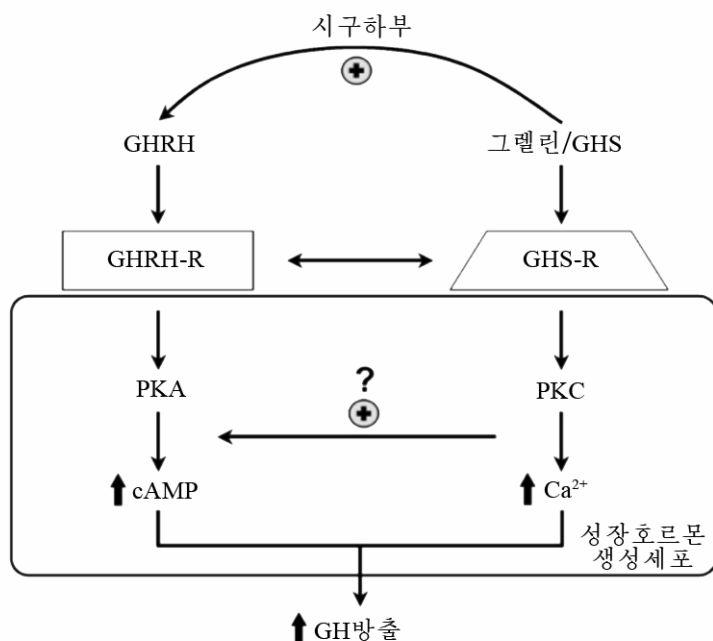 시구하부
GHRH
그렐린/GHS
GHRH-R
GHS-R
PKA
?
PKC
cAMP
Ca²⁺
성장호르몬
생성세포
GH방출